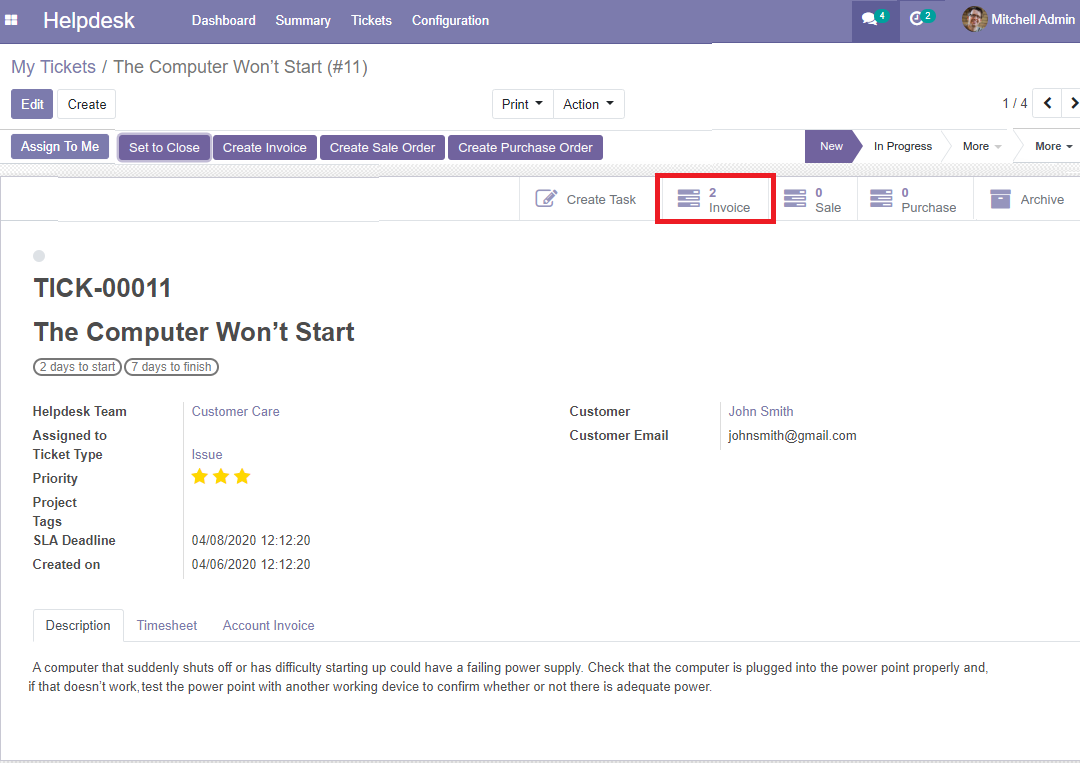 Helpdesk Dashboard Summary Tickets Configuration 4 2 Mitchell Admin
My Tickets / The Computer Won’t Start (#11)
Edit Create Print Action 1 / 4
Assign To Me Set to Close Create Invoice Create Sale Order Create Purchase Order New In Progress More More
Create Task 2 Invoice 0 Sale 0 Purchase Archive
TICK-00011
The Computer Won’t Start
2 days to start 7 days to finish
Helpdesk Team Customer Care Customer John Smith
Assigned to Customer Email johnsmith@gmail.com
Ticket Type Issue
Priority
Project
Tags
SLA Deadline 04/08/2020 12:12:20
Created on 04/06/2020 12:12:20
Description Timesheet Account Invoice
A computer that suddenly shuts off or has difficulty starting up could have a failing power supply. Check that the computer is plugged into the power point properly and,
if that doesn’t work, test the power point with another working device to confirm whether or not there is adequate power.